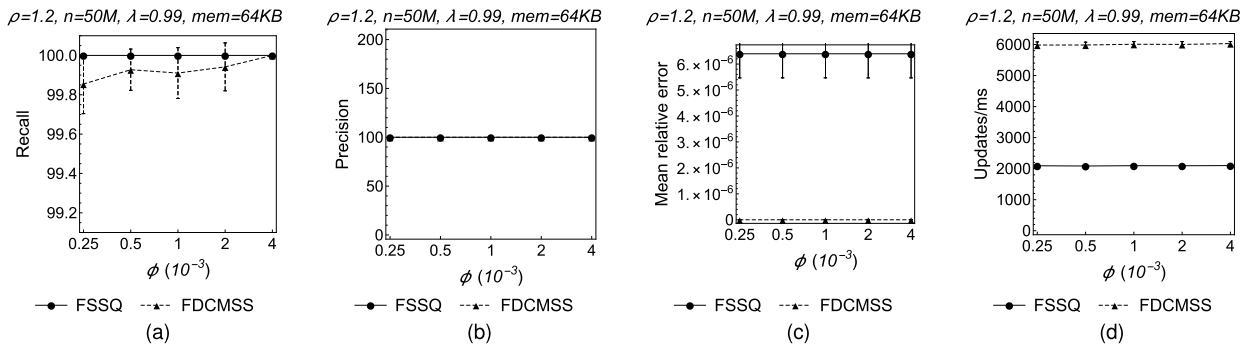 ρ=1.2, n=50M, λ=0.99, mem=64KB
Recall
100.0
99.8
99.6
99.4
99.2
0.25 0.5 1 2 4
ϕ (10⁻³)
FSSQ FDCMSS
(a)
ρ=1.2, n=50M, λ=0.99, mem=64KB
Precision
200
150
100
50
0
0.25 0.5 1 2 4
ϕ (10⁻³)
FSSQ FDCMSS
(b)
ρ=1.2, n=50M, λ=0.99, mem=64KB
Mean relative error
6.×10⁻⁶
5.×10⁻⁶
4.×10⁻⁶
3.×10⁻⁶
2.×10⁻⁶
1.×10⁻⁶
0
0.25 0.5 1 2 4
ϕ (10⁻³)
FSSQ FDCMSS
(c)
ρ=1.2, n=50M, λ=0.99, mem=64KB
Updates/ms
6000
5000
4000
3000
2000
1000
0
0.25 0.5 1 2 4
ϕ (10⁻³)
FSSQ FDCMSS
(d)